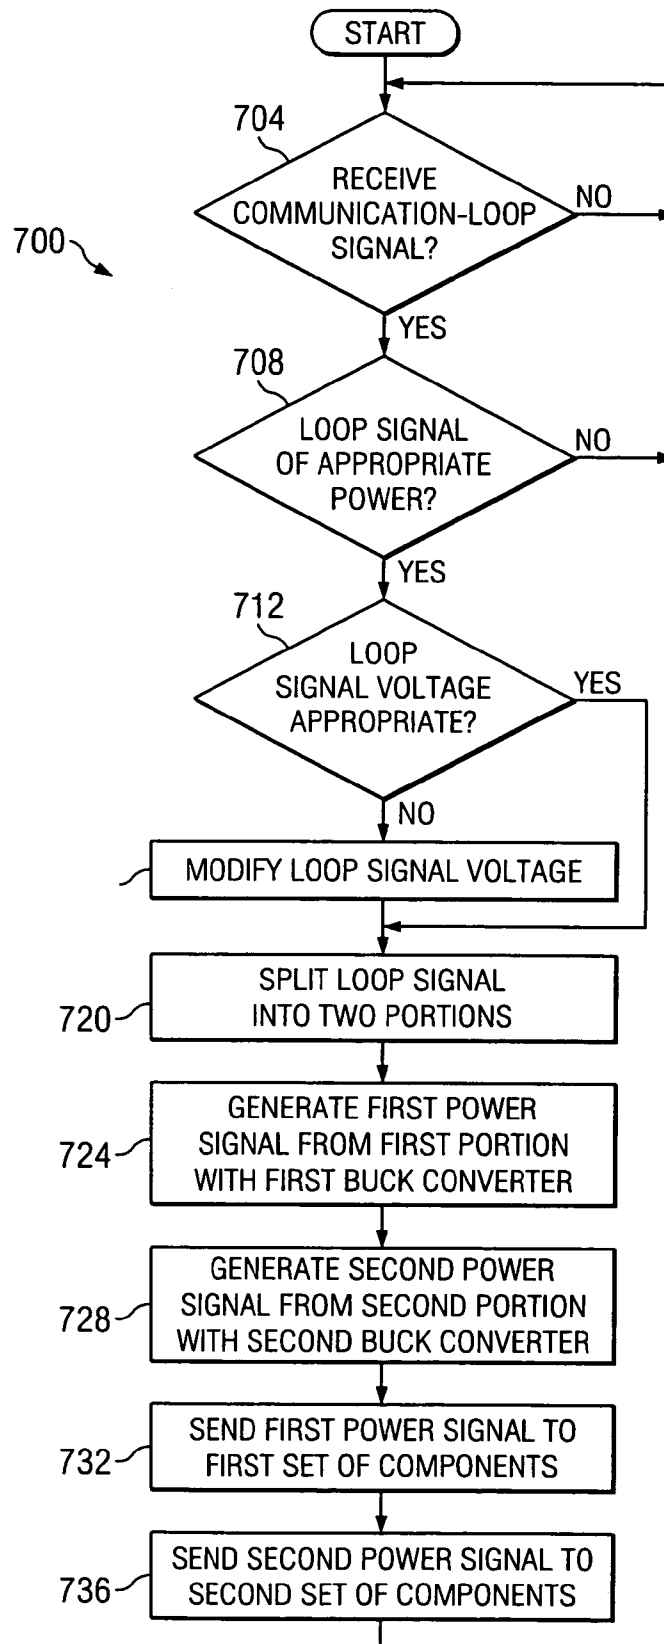 START
704
RECEIVE
COMMUNICATION-LOOP
SIGNAL?
NO
700
YES
708
LOOP SIGNAL
OF APPROPRIATE
POWER?
NO
YES
712
LOOP
SIGNAL VOLTAGE
APPROPRIATE?
YES
NO
MODIFY LOOP SIGNAL VOLTAGE
SPLIT LOOP SIGNAL
INTO TWO PORTIONS
720
GENERATE FIRST POWER
SIGNAL FROM FIRST PORTION
WITH FIRST BUCK CONVERTER
724
GENERATE SECOND POWER
SIGNAL FROM SECOND PORTION
WITH SECOND BUCK CONVERTER
728
SEND FIRST POWER SIGNAL TO
FIRST SET OF COMPONENTS
732
SEND SECOND POWER SIGNAL TO
SECOND SET OF COMPONENTS
736